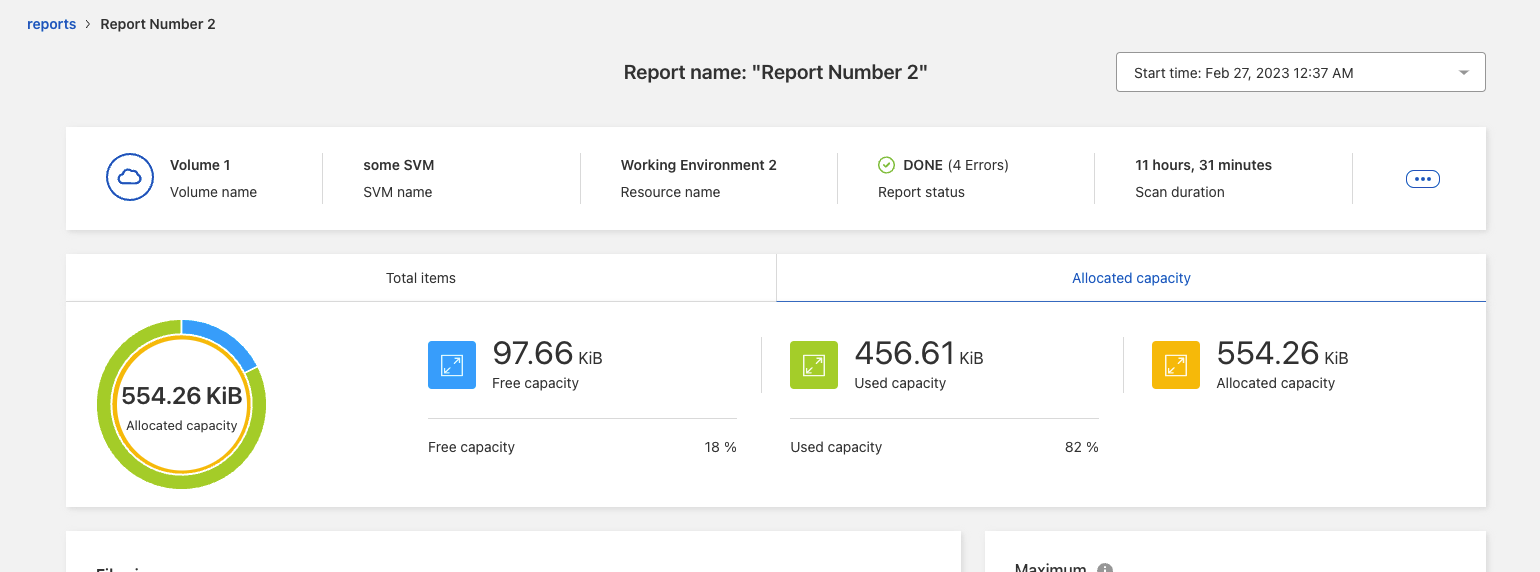 reports > Report Number 2
Report name: "Report Number 2"
Start time: Feb 27, 2023 12:37 AM
Volume 1
Volume name
some SVM
SVM name
Working Environment 2
Resource name
DONE (4 Errors)
Report status
11 hours, 31 minutes
Scan duration
Total items
Allocated capacity
554.26 KiB
Allocated capacity
97.66 KiB
Free capacity
Free capacity 18 %
456.61 KiB
Used capacity
Used capacity 82 %
554.26 KiB
Allocated capacity
Maximum